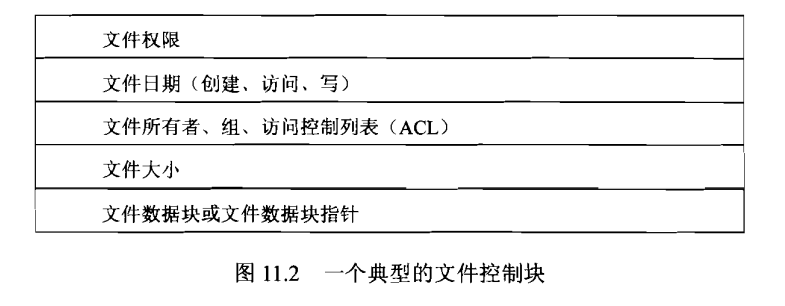 文件权限
文件日期（创建、访问、写）
文件所有者、组、访问控制列表（ACL）
文件大小
文件数据块或文件数据块指针
图 11.2 一个典型的文件控制块